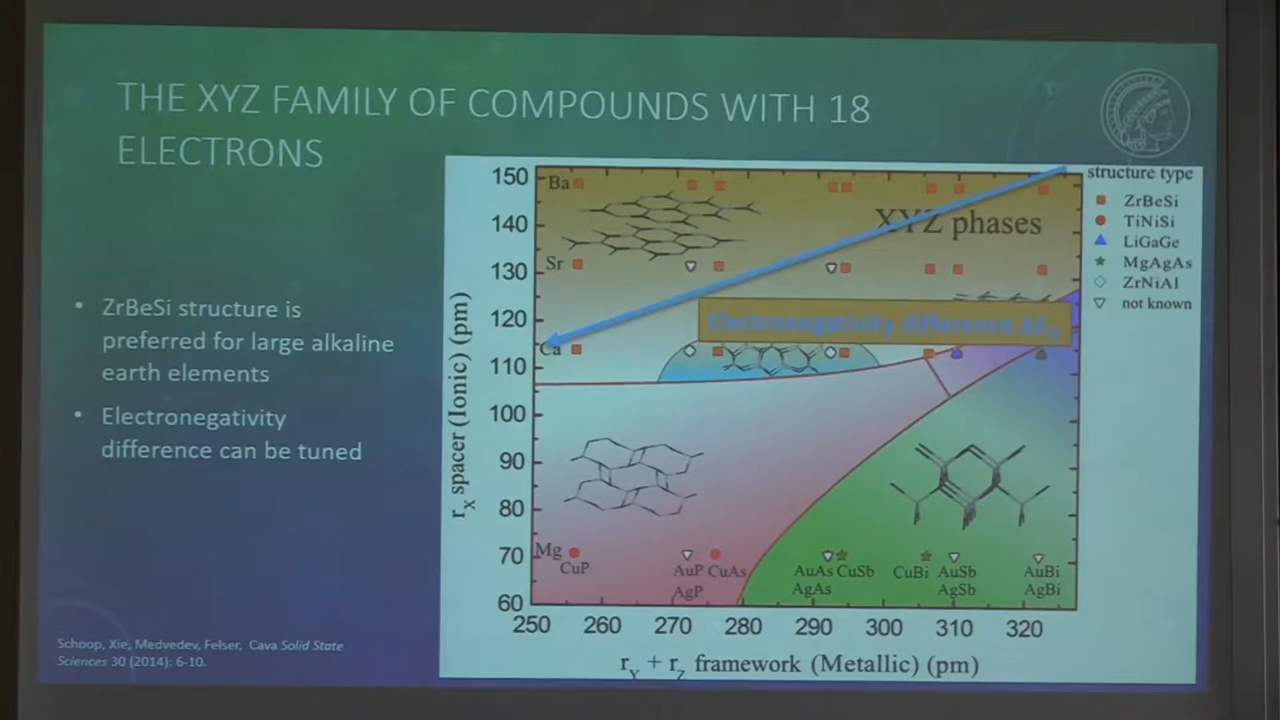 THE XYZ FAMILY OF COMPOUNDS WITH 18
ELECTRONS
• ZrBeSi structure is
preferred for large alkaline
earth elements
• Electronegativity
difference can be tuned
Schoop, Xie, Medvedev, Felser, Cava Solid State
Sciences 30 (2014): 6-10.
structure type
ZrBeSi
TiNiSi
LiGaGe
MgAgAs
ZrNiAl
not known
XYZ phases
Electronegativity difference ΔE
Ba
Sr
Ca
Mg
CuP
AuP CuAs
AgP
AuAs CuSb
AgAs
CuBi AuSb
AgSb
AuBi
AgBi
150
140
130
120
110
100
90
80
70
60
250 260 270 280 290 300 310 320
rX spacer (Ionic) (pm)
rY + rZ framework (Metallic) (pm)